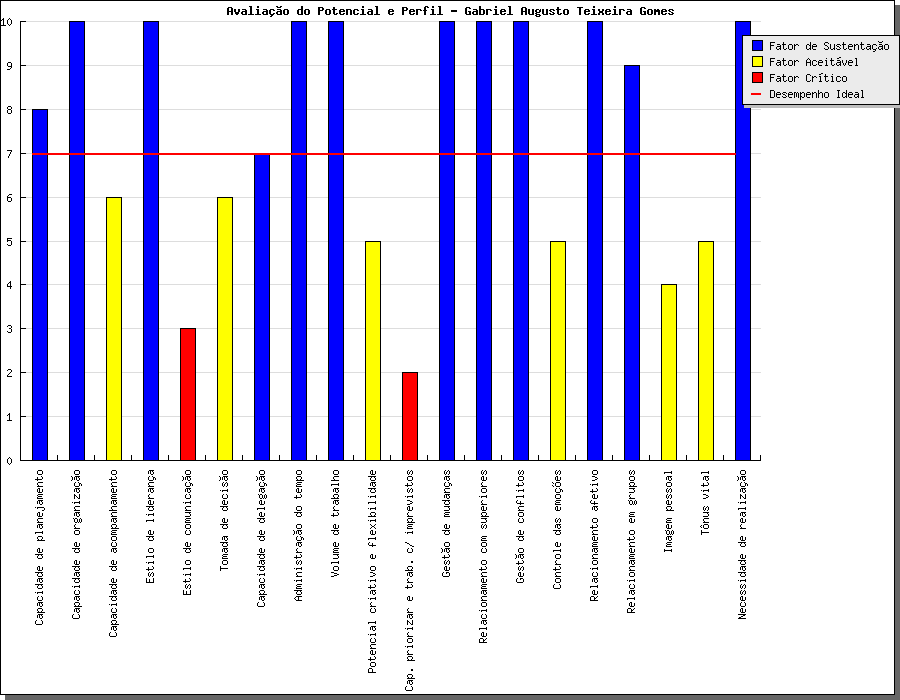 Avaliação do Potencial e Perfil - Gabriel Augusto Teixeira Gomes
Fator de Sustentação
Fator Aceitável
Fator Crítico
Desempenho Ideal
10
9
8
7
6
5
4
3
2
1
0
Capacidade de planejamento
Capacidade de organização
Capacidade de acompanhamento
Estilo de liderança
Estilo de comunicação
Tomada de decisão
Capacidade de delegação
Administração do tempo
Volume de trabalho
Potencial criativo e flexibilidade
Cap. priorizar e trab. c/ imprevistos
Gestão de mudanças
Relacionamento com superiores
Gestão de conflitos
Controle das emoções
Relacionamento afetivo
Relacionamento em grupos
Imagem pessoal
Tônus vital
Necessidade de realização